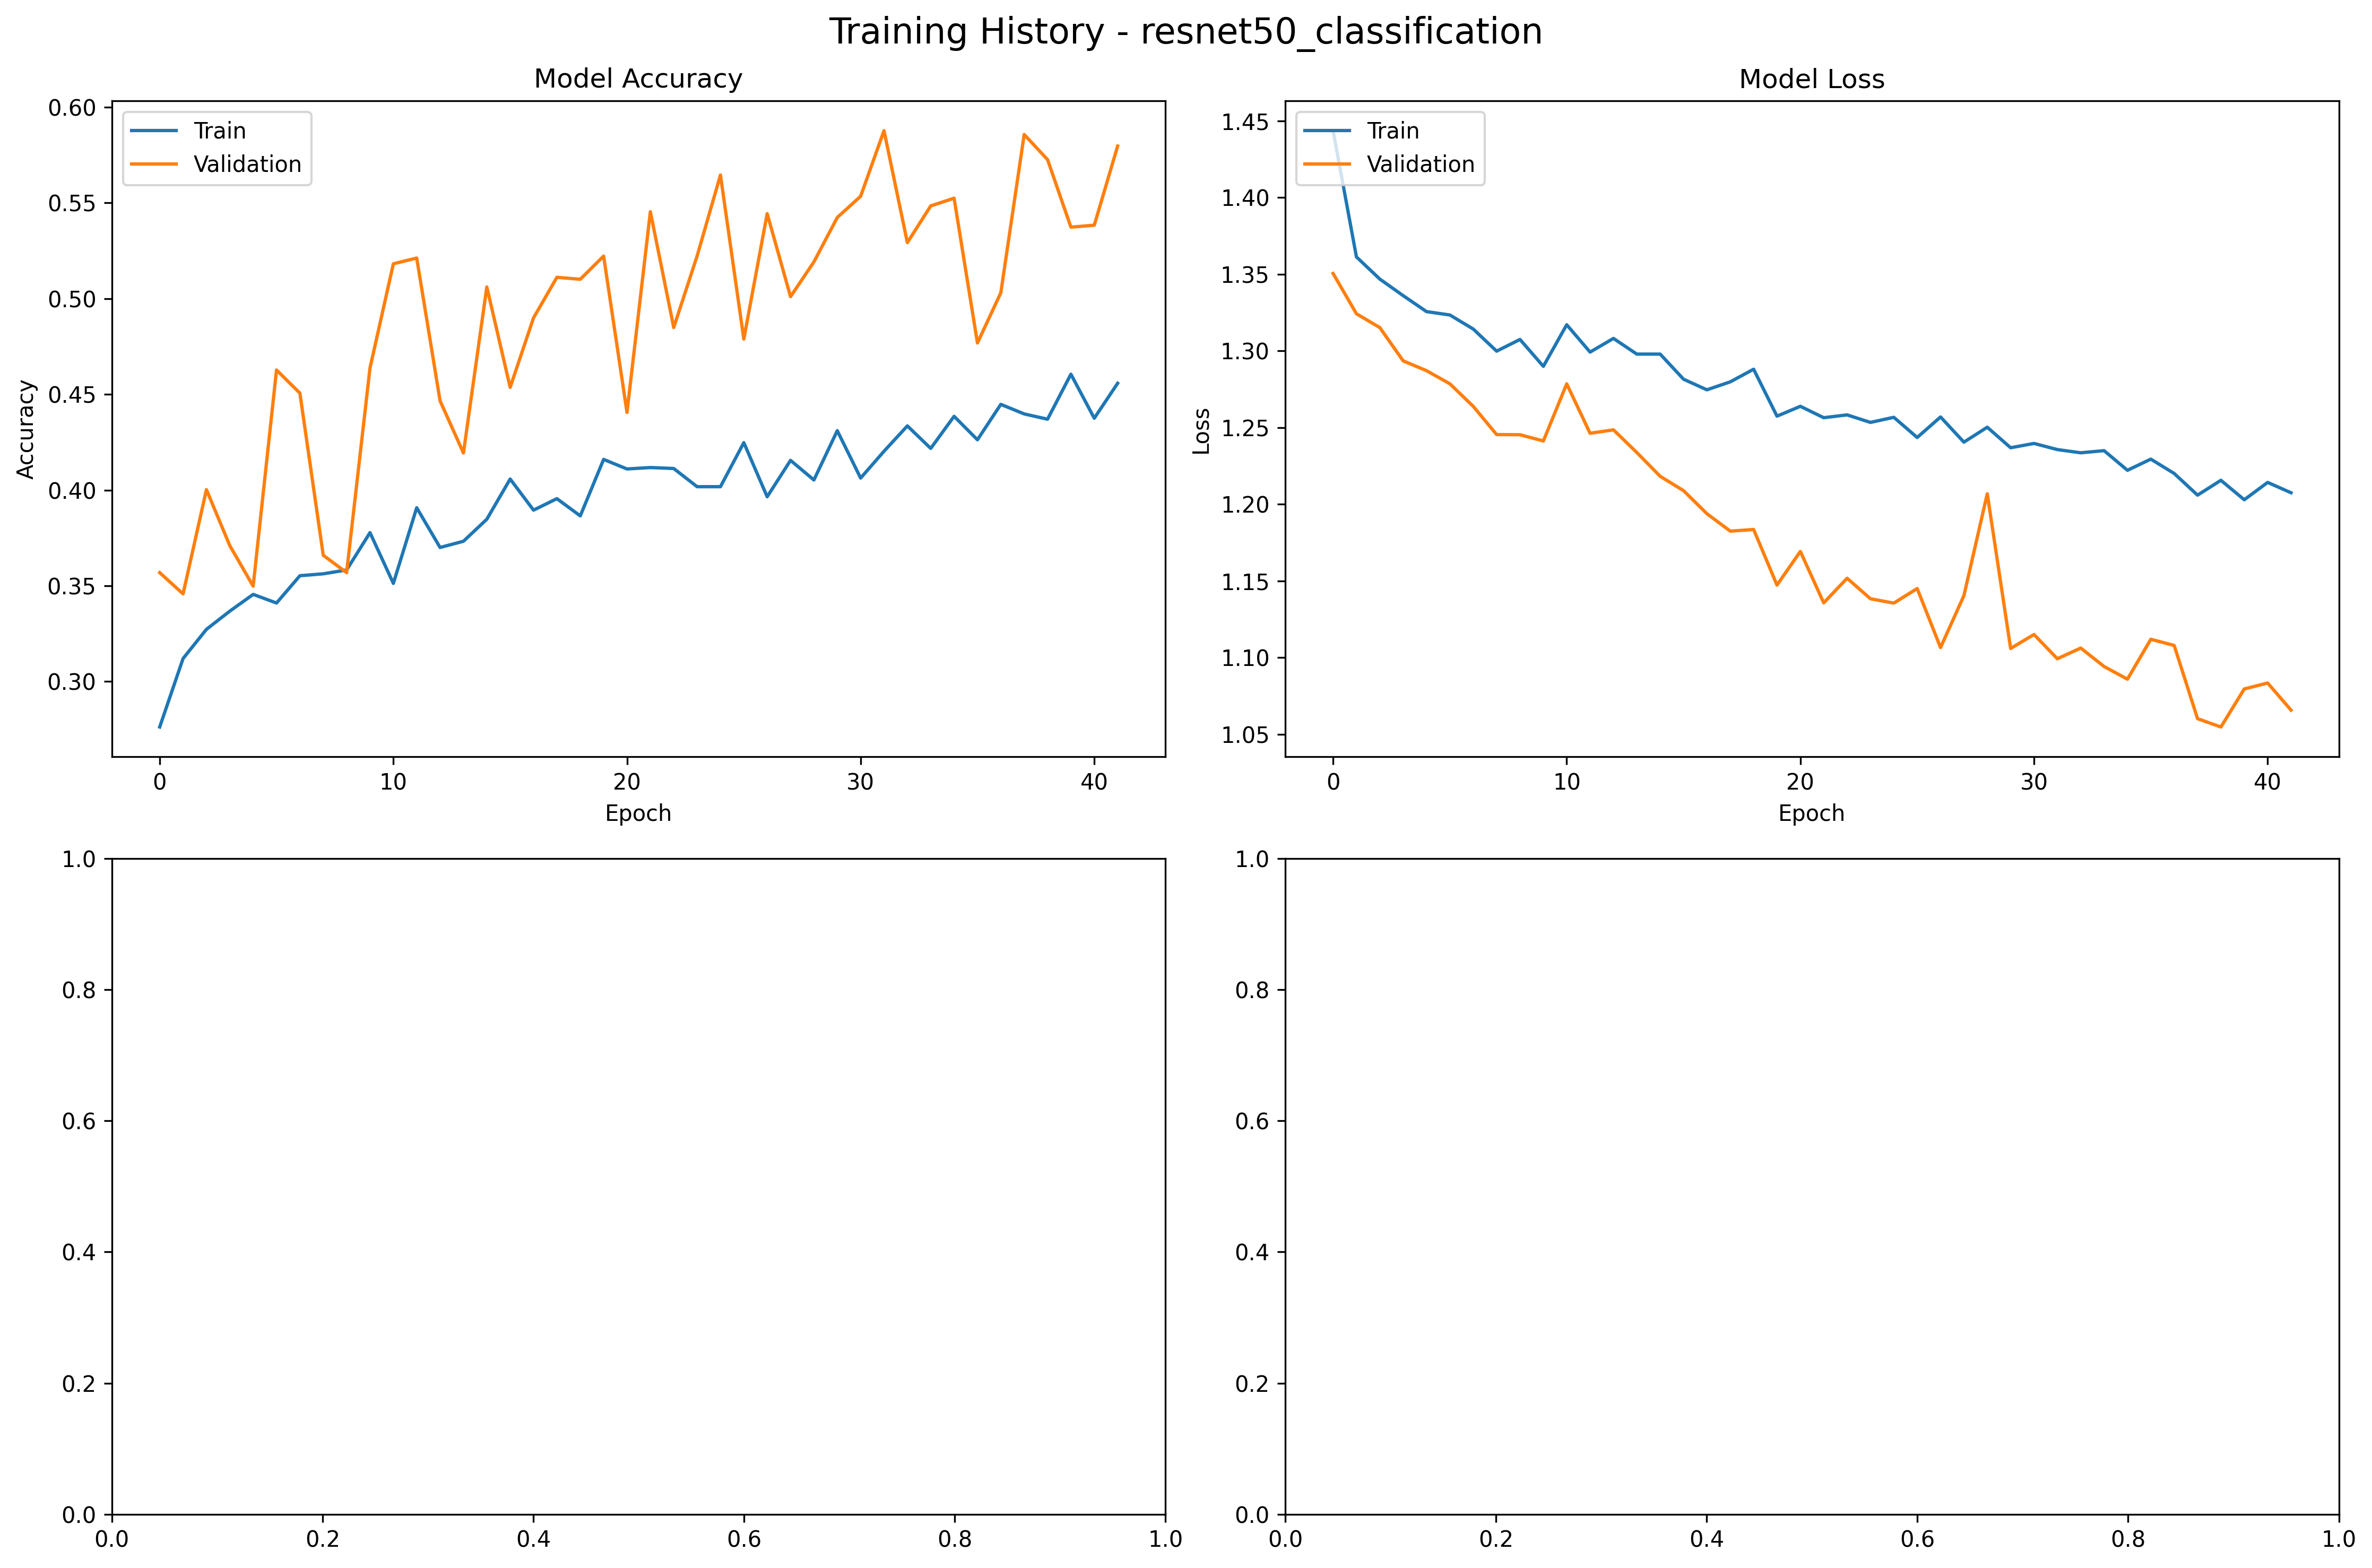 Training History - resnet50_classification
Model Accuracy
Train
Validation
0.60
0.55
0.50
0.45
0.40
0.35
0.30
Accuracy
0 10 20 30 40
Epoch
Model Loss
Train
Validation
1.45
1.40
1.35
1.30
1.25
1.20
1.15
1.10
1.05
Loss
0 10 20 30 40
Epoch
1.0
0.8
0.6
0.4
0.2
0.0
0.0 0.2 0.4 0.6 0.8 1.0
1.0
0.8
0.6
0.4
0.2
0.0
0.0 0.2 0.4 0.6 0.8 1.0